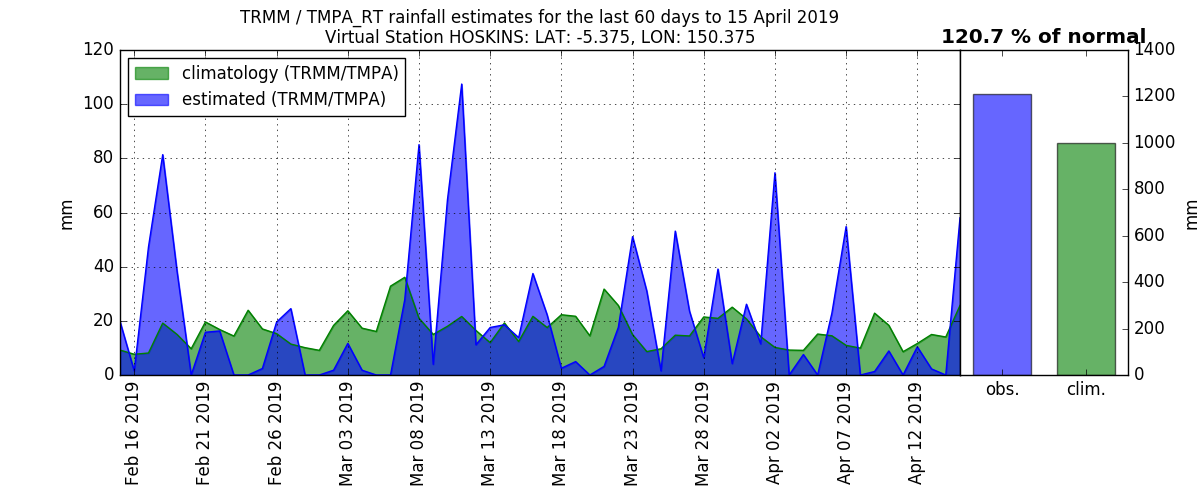 TRMM / TMPA_RT rainfall estimates for the last 60 days to 15 April 2019
Virtual Station HOSKINS: LAT: -5.375, LON: 150.375
120.7 % of normal
climatology (TRMM/TMPA)
estimated (TRMM/TMPA)
mm
120
100
80
60
40
20
0
Feb 16 2019
Feb 21 2019
Feb 26 2019
Mar 03 2019
Mar 08 2019
Mar 13 2019
Mar 18 2019
Mar 23 2019
Mar 28 2019
Apr 02 2019
Apr 07 2019
Apr 12 2019
obs.
clim.
1400
1200
1000
800
600
400
200
0
mm